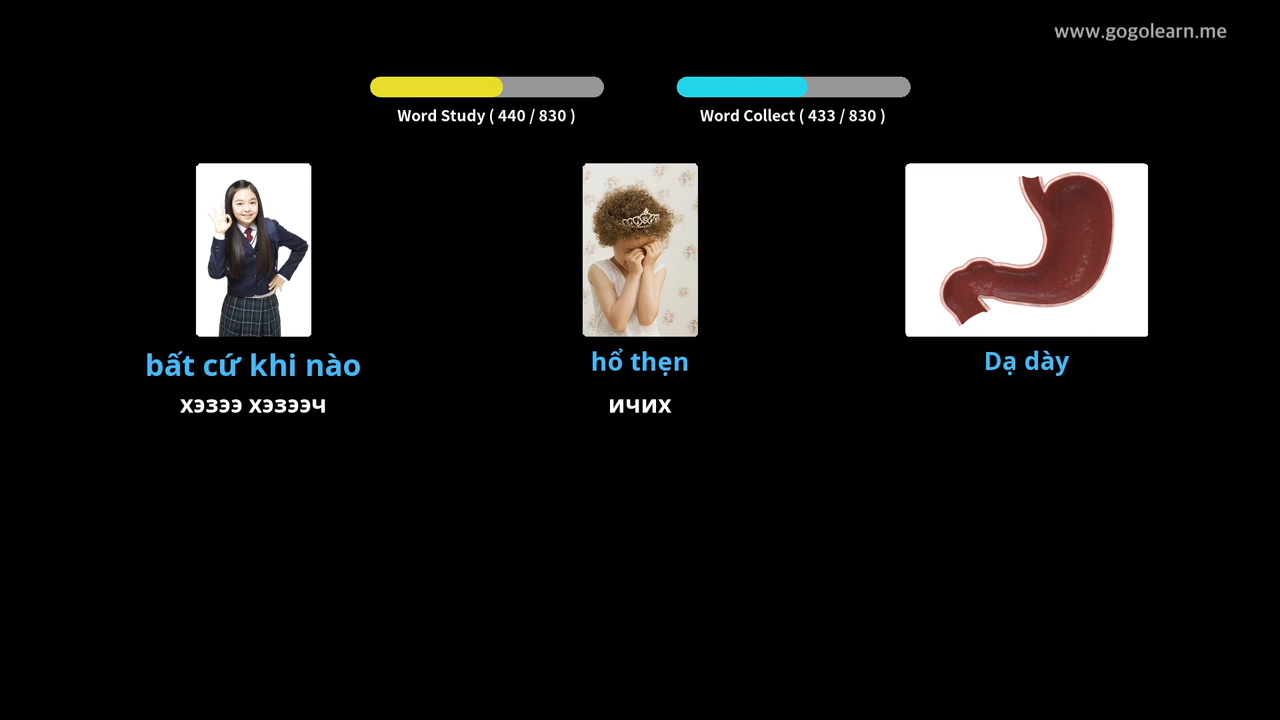 www.gogolearn.me
Word Study ( 440 / 830 )
Word Collect ( 433 / 830 )
bất cứ khi nào
hổ thẹn
Dạ dày
хэзээ хэзээч
ичих